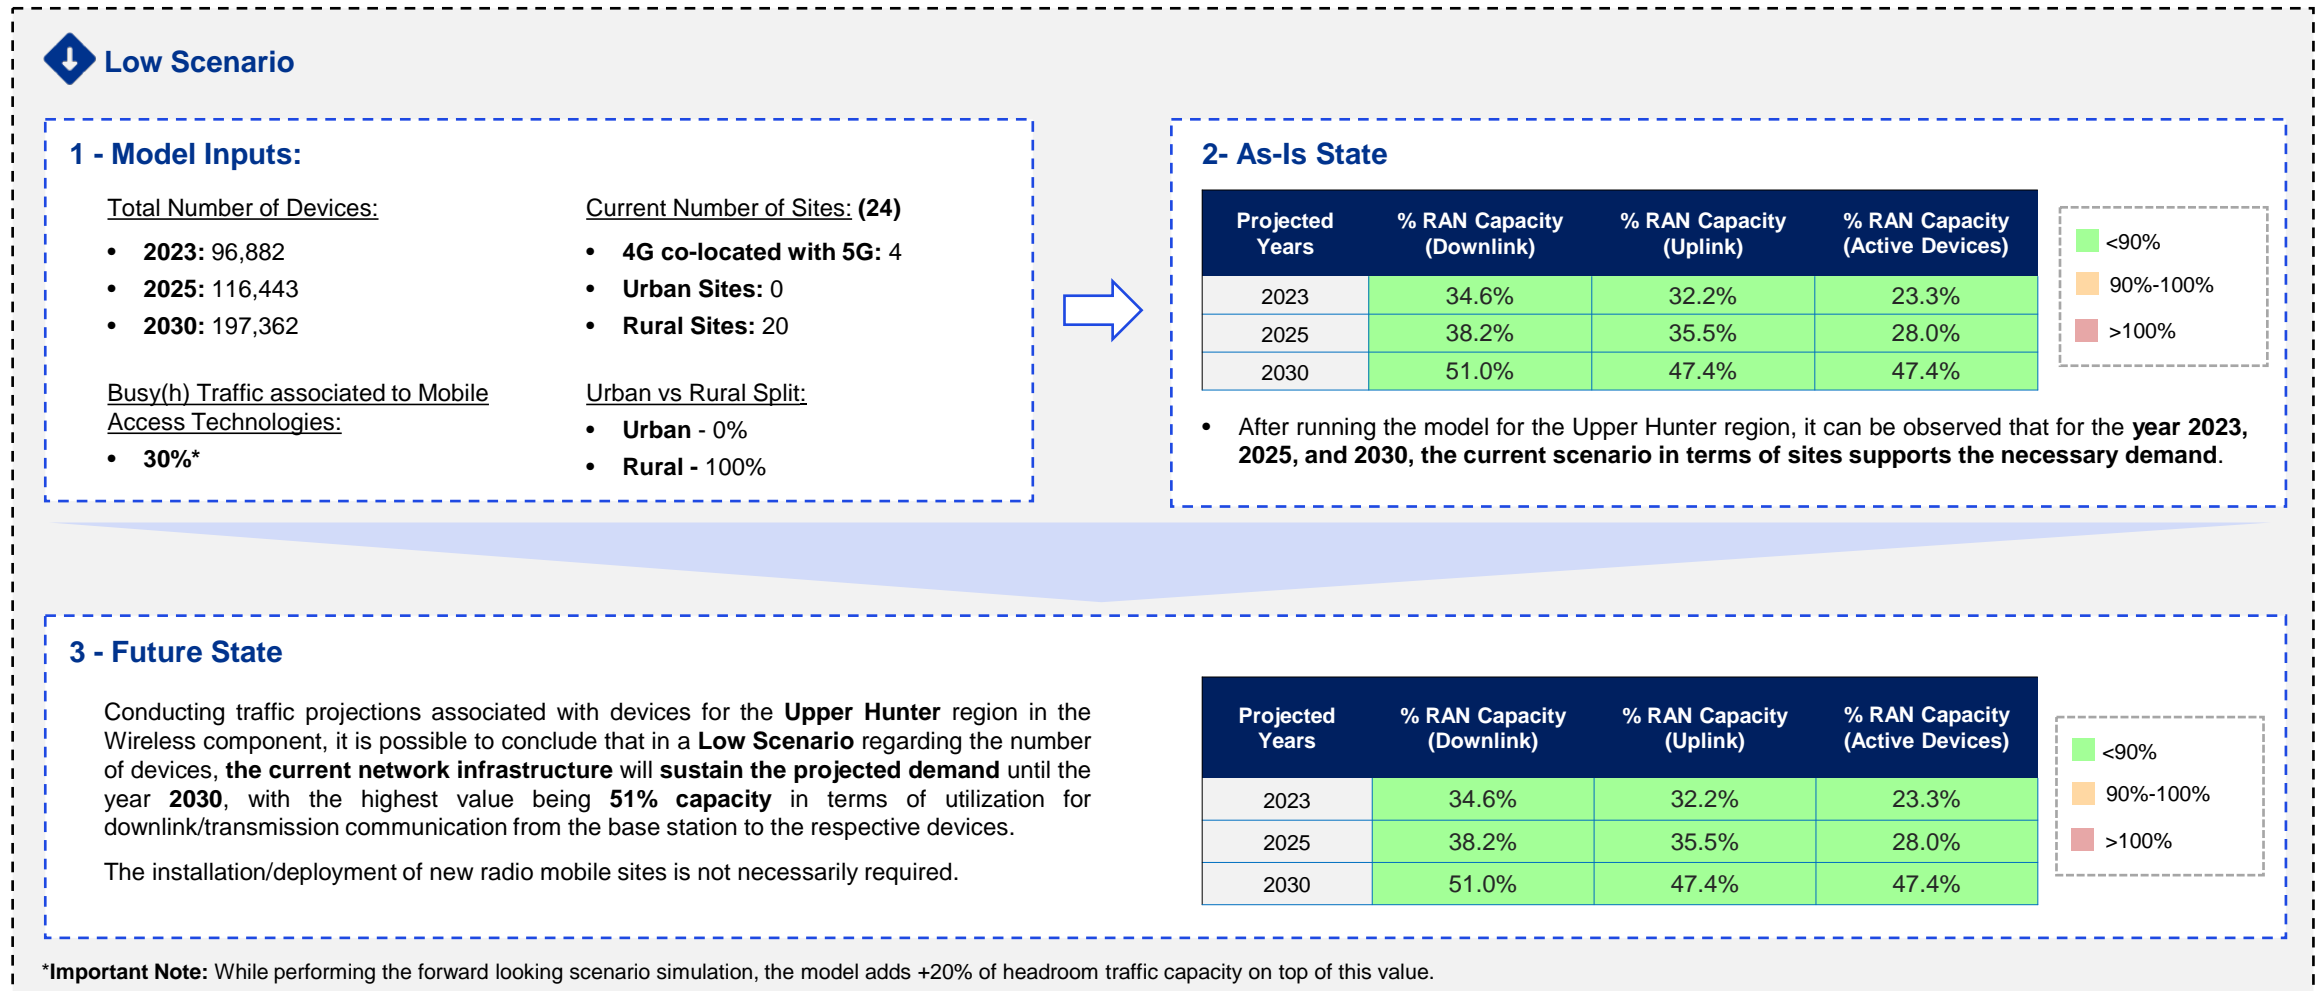 Low Scenario
1 - Model Inputs:
Total Number of Devices:
• 2023: 96,882
• 2025: 116,443
• 2030: 197,362
Busy(h) Traffic associated to Mobile
Access Technologies:
• 30%*
Current Number of Sites: (24)
• 4G co-located with 5G: 4
• Urban Sites: 0
• Rural Sites: 20
Urban vs Rural Split:
• Urban - 0%
• Rural - 100%
2- As-Is State
Projected Years % RAN Capacity (Downlink) % RAN Capacity (Uplink) % RAN Capacity (Active Devices)
2023 34.6% 32.2% 23.3%
2025 38.2% 35.5% 28.0%
2030 51.0% 47.4% 47.4%
<90%
90%-100%
>100%
• After running the model for the Upper Hunter region, it can be observed that for the year 2023,
2025, and 2030, the current scenario in terms of sites supports the necessary demand.
3 - Future State
Conducting traffic projections associated with devices for the Upper Hunter region in the
Wireless component, it is possible to conclude that in a Low Scenario regarding the number
of devices, the current network infrastructure will sustain the projected demand until the
year 2030, with the highest value being 51% capacity in terms of utilization for
downlink/transmission communication from the base station to the respective devices.
The installation/deployment of new radio mobile sites is not necessarily required.
Projected Years % RAN Capacity (Downlink) % RAN Capacity (Uplink) % RAN Capacity (Active Devices)
2023 34.6% 32.2% 23.3%
2025 38.2% 35.5% 28.0%
2030 51.0% 47.4% 47.4%
<90%
90%-100%
>100%
*Important Note: While performing the forward looking scenario simulation, the model adds +20% of headroom traffic capacity on top of this value.